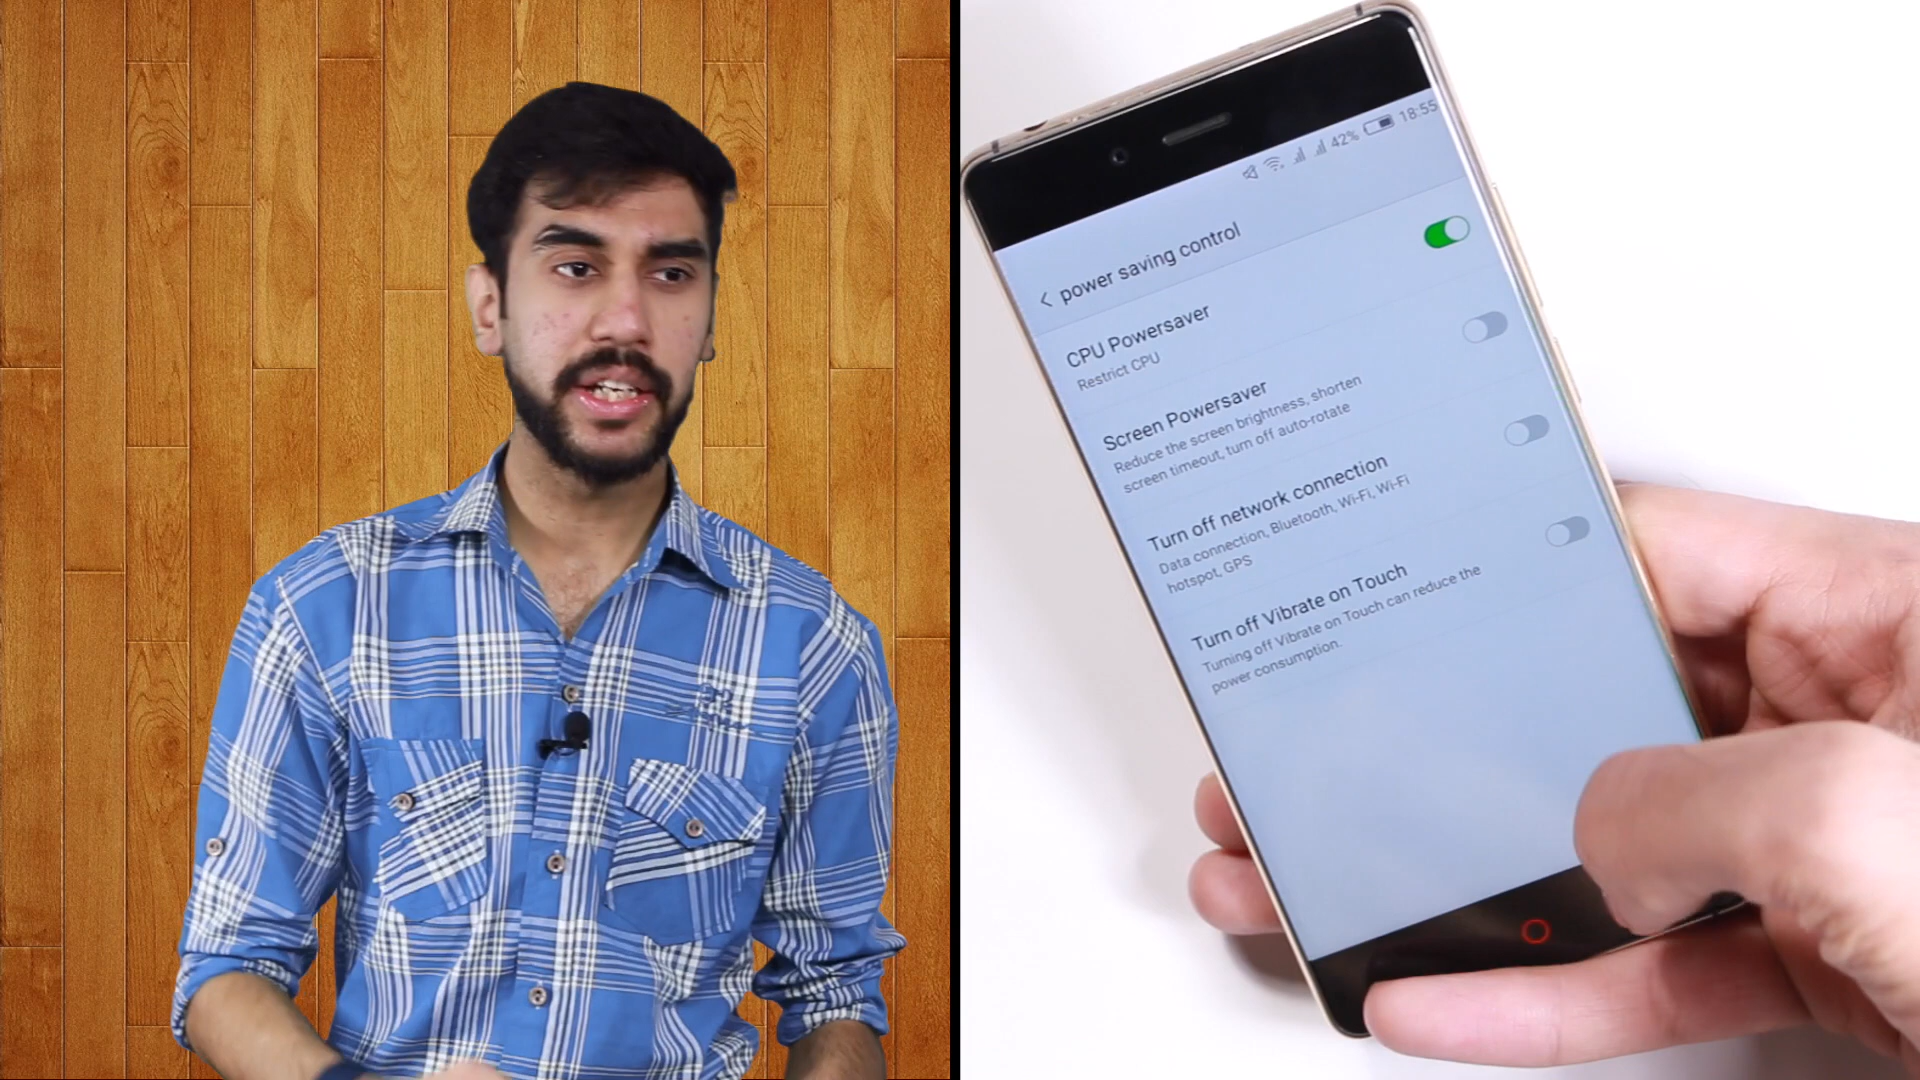 42% 18:55
power saving control
CPU Powersaver
Restrict CPU
Screen Powersaver
Reduce the screen brightness, shorten
screen timeout, turn off auto-rotate
Turn off network connection
Data connection, Bluetooth, Wi-Fi, Wi-Fi
hotspot, GPS
Turn off Vibrate on Touch
Turning off Vibrate on Touch can reduce the
power consumption.